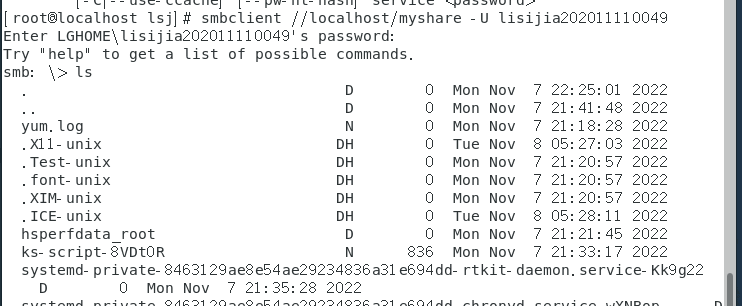 [-C|--use-ccache] [--pw-nt-hash] service <password>
[root@localhost lsj]# smbclient //localhost/myshare -U lisijia202011110049
Enter LGHOME\lisijia202011110049's password:
Try "help" to get a list of possible commands.
smb: \> ls
. D 0 Mon Nov 7 22:25:01 2022
.. D 0 Mon Nov 7 21:41:48 2022
yum.log N 0 Mon Nov 7 21:18:28 2022
.X11-unix DH 0 Tue Nov 8 05:27:03 2022
.Test-unix DH 0 Mon Nov 7 21:20:57 2022
.font-unix DH 0 Mon Nov 7 21:20:57 2022
.XIM-unix DH 0 Mon Nov 7 21:20:57 2022
.ICE-unix DH 0 Tue Nov 8 05:28:11 2022
hsperfdata_root D 0 Mon Nov 7 21:21:45 2022
ks-script-8VDt0R N 836 Mon Nov 7 21:33:17 2022
systemd-private-8463129ae8e54ae29234836a31e694dd-rtkit-daemon.service-Kk9g22
D 0 Mon Nov 7 21:35:28 2022
systemd-private-8463129ae8e54ae29234836a31e694dd-chronyd.service-wXNBop D